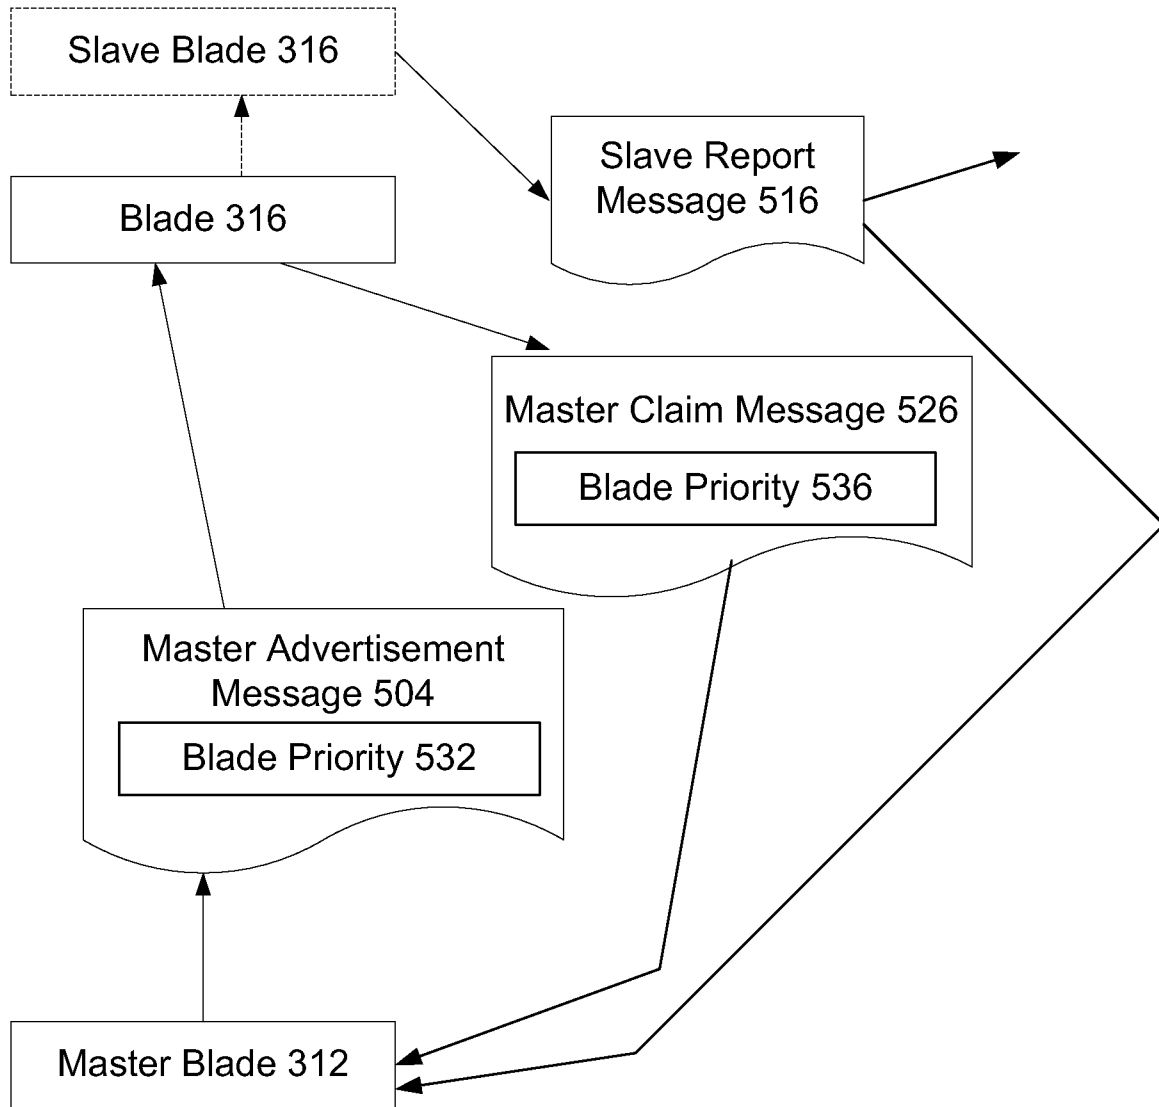 Slave Blade 316
Slave Report
Message 516
Blade 316
Master Claim Message 526
Blade Priority 536
Master Advertisement
Message 504
Blade Priority 532
Master Blade 312